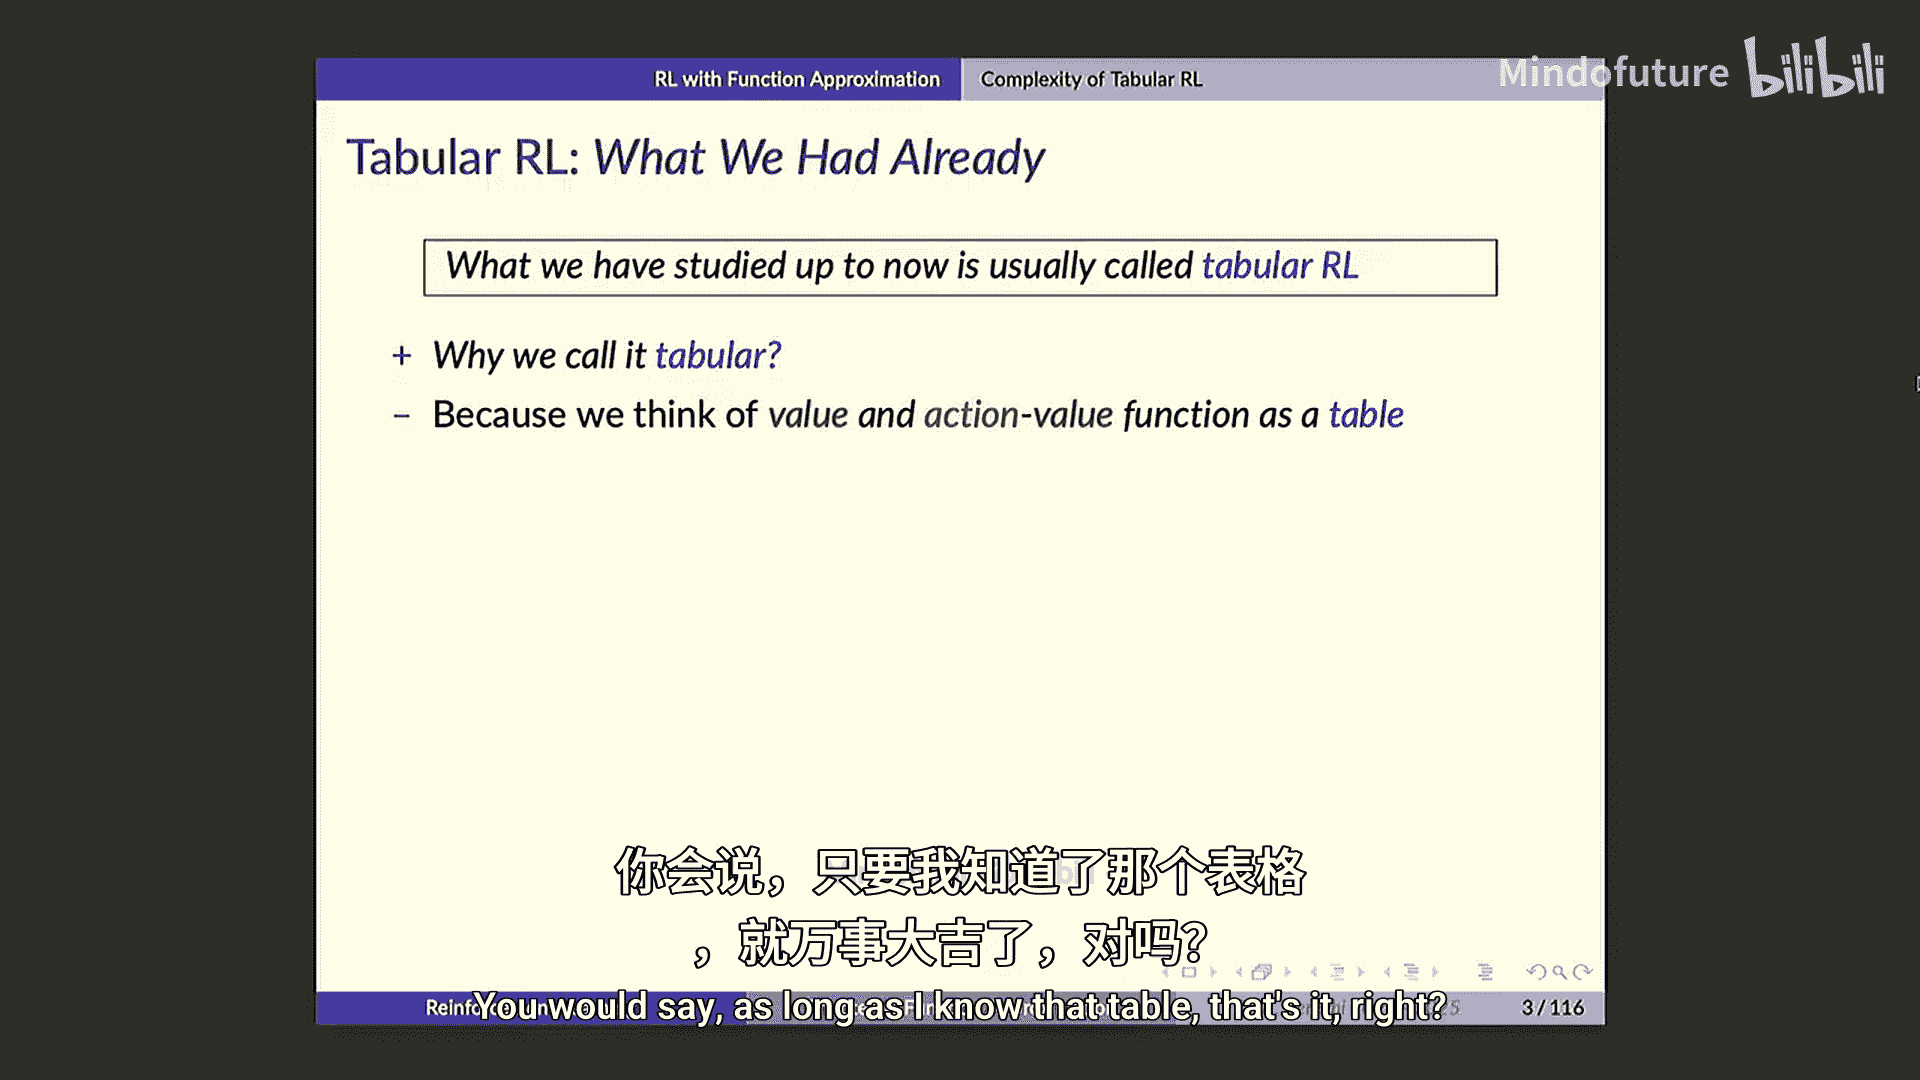 RL with Function Approximation
Complexity of Tabular RL
Mindofuture bilibili
Tabular RL: What We Had Already
What we have studied up to now is usually called tabular RL
+ Why we call it tabular?
– Because we think of value and action-value function as a table
你会说，只要我知道了那个表格
，就万事大吉了，对吗？
You would say, as long as I know that table, that's it, right?
3 / 116